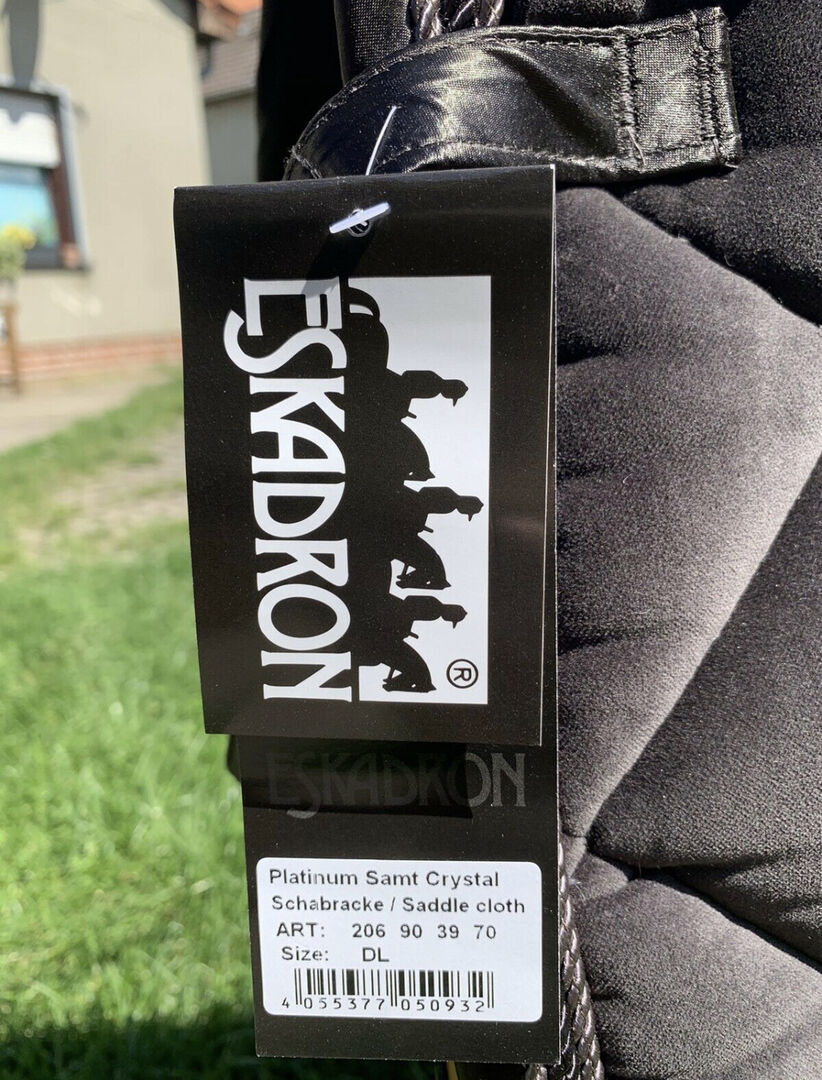 ESKADRON
®
ESKADRON
Platinum Samt Crystal
Schabracke / Saddle cloth
ART: 206 90 39 70
Size: DL
4 055377 050932